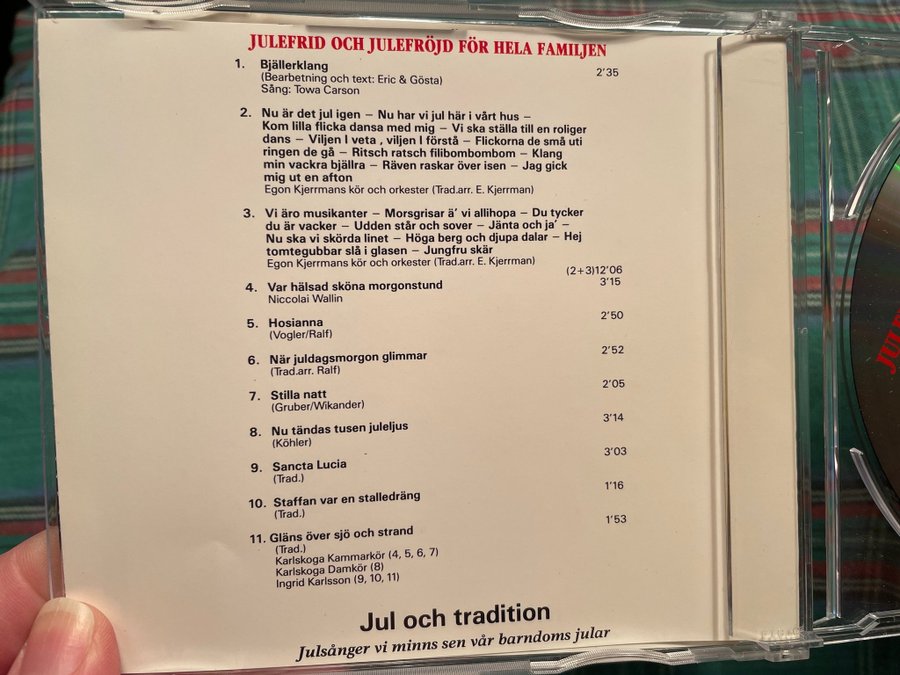 JULEFRID OCH JULEFRÖJD FÖR HELA FAMILJEN
1. Bjällerklang 2'35
(Bearbetning och text: Eric & Gösta)
Sång: Towa Carson
2. Nu är det jul igen – Nu har vi jul här i vårt hus –
Kom lilla flicka dansa med mig – Vi ska ställa till en roliger
dans – Viljen I veta , viljen I förstå – Flickorna de små uti
ringen de gå – Ritsch ratsch filibombombom – Klang
min vackra bjällra – Räven raskar över isen – Jag gick
mig ut en afton
Egon Kjerrmans kör och orkester (Trad.arr. E. Kjerrman)
3. Vi äro musikanter – Morsgrisar ä' vi allihopa – Du tycker
du är vacker – Udden står och sover – Jänta och ja' –
Nu ska vi skörda linet – Höga berg och djupa dalar – Hej
tomtegubbar slå i glasen – Jungfru skär
Egon Kjerrmans kör och orkester (Trad.arr. E. Kjerrman)
(2+3)12'06
4. Var hälsad sköna morgonstund 3'15
Niccolai Wallin
5. Hosianna 2'50
(Vogler/Ralf)
6. När juldagsmorgon glimmar 2'52
(Trad.arr. Ralf)
7. Stilla natt 2'05
(Gruber/Wikander)
8. Nu tändas tusen juleljus 3'14
(Köhler)
9. Sancta Lucia 3'03
(Trad.)
10. Staffan var en stalledräng 1'16
(Trad.)
11. Gläns över sjö och strand 1'53
(Trad.)
Karlskoga Kammarkör (4, 5, 6, 7)
Karlskoga Damkör (8)
Ingrid Karlsson (9, 10, 11)
Jul och tradition
Julsånger vi minns sen vår barndoms jular